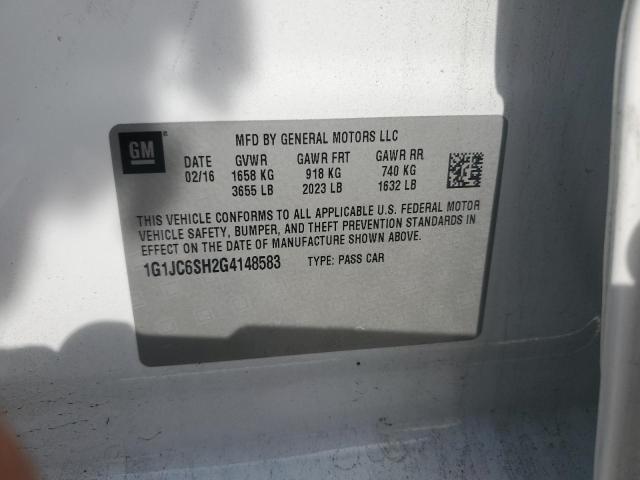 GM ®
MFD BY GENERAL MOTORS LLC
DATE GVWR GAWR FRT GAWR RR
02/16 1658 KG 918 KG 740 KG
3655 LB 2023 LB 1632 LB
THIS VEHICLE CONFORMS TO ALL APPLICABLE U.S. FEDERAL MOTOR
VEHICLE SAFETY, BUMPER, AND THEFT PREVENTION STANDARDS IN
EFFECT ON THE DATE OF MANUFACTURE SHOWN ABOVE.
1G1JC6SH2G4148583 TYPE: PASS CAR